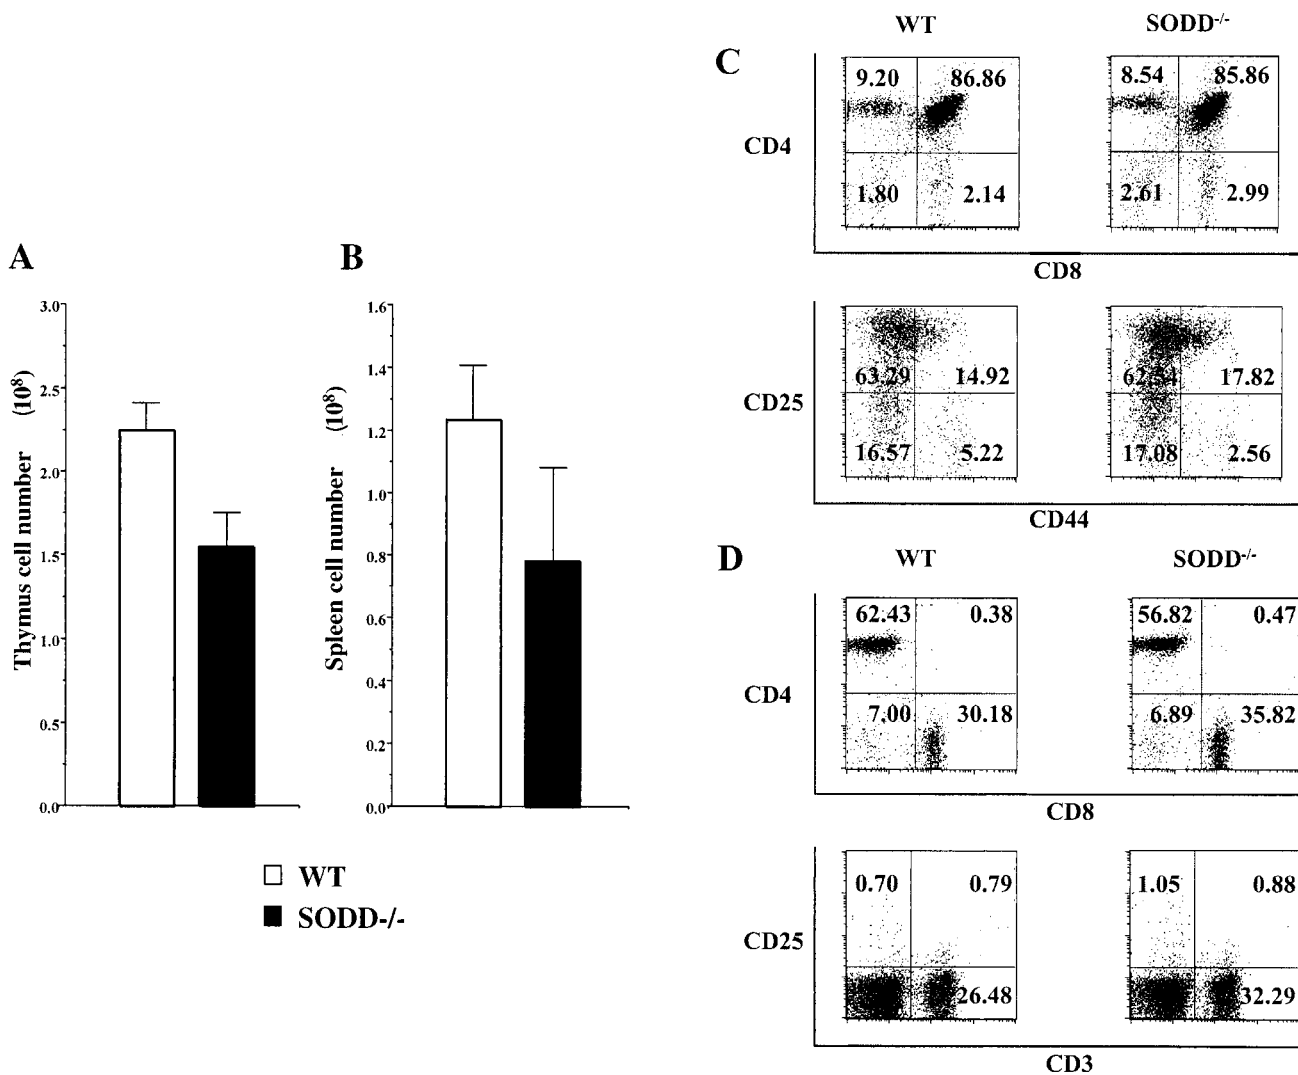 A
Thymus cell number (10⁸)
3.0
2.5
2.0
1.5
1.0
0.5
0.0
B
Spleen cell number (10⁸)
1.6
1.4
1.2
1.0
0.8
0.6
0.4
0.2
0.0
WT
SODD-/-
C
WT SODD⁻/⁻
CD4
9.20 86.86 8.54 85.86
1.80 2.14 2.61 2.99
CD8
CD25
63.29 14.92 62.54 17.82
16.57 5.22 17.08 2.56
CD44
D
WT SODD⁻/⁻
CD4
62.43 0.38 56.82 0.47
7.00 30.18 6.89 35.82
CD8
CD25
0.70 0.79 1.05 0.88
26.48 32.29
CD3